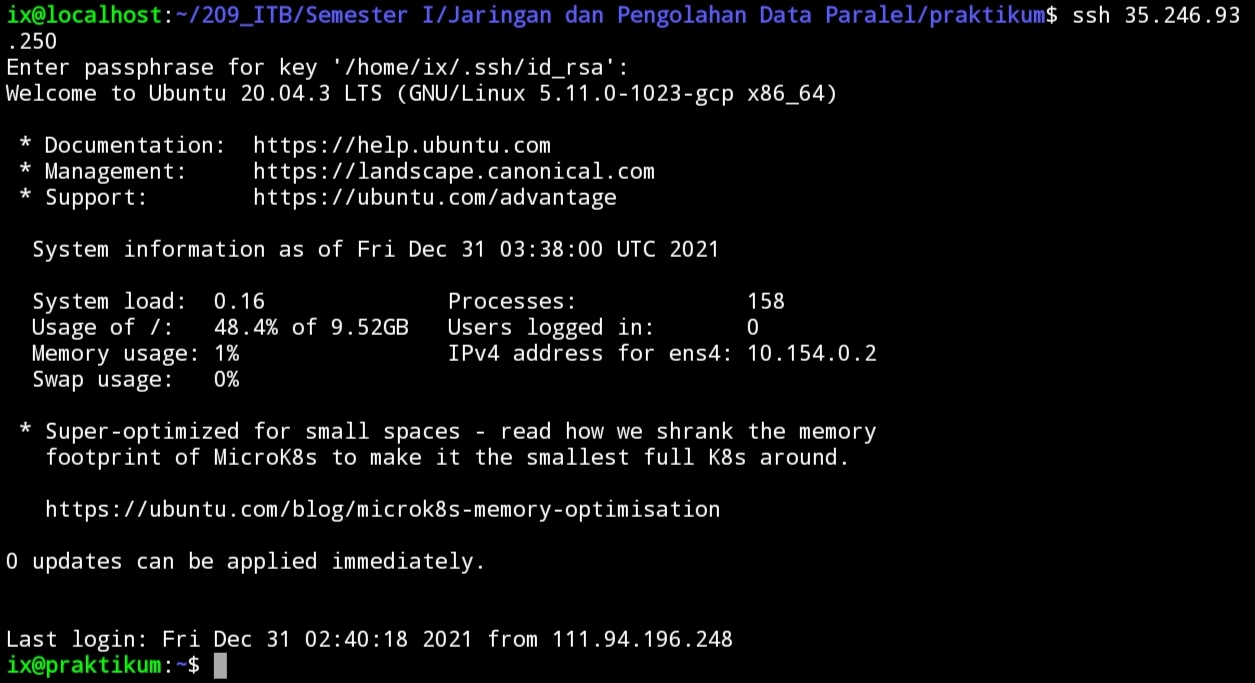 ix@localhost:~/209_ITB/Semester I/Jaringan dan Pengolahan Data Paralel/praktikum$ ssh 35.246.93
.250
Enter passphrase for key '/home/ix/.ssh/id_rsa':
Welcome to Ubuntu 20.04.3 LTS (GNU/Linux 5.11.0-1023-gcp x86_64)

 * Documentation:  https://help.ubuntu.com
 * Management:     https://landscape.canonical.com
 * Support:        https://ubuntu.com/advantage

  System information as of Fri Dec 31 03:38:00 UTC 2021

  System load:  0.16              Processes:             158
  Usage of /:   48.4% of 9.52GB   Users logged in:       0
  Memory usage: 1%                IPv4 address for ens4: 10.154.0.2
  Swap usage:   0%

 * Super-optimized for small spaces - read how we shrank the memory
   footprint of MicroK8s to make it the smallest full K8s around.

   https://ubuntu.com/blog/microk8s-memory-optimisation

0 updates can be applied immediately.


Last login: Fri Dec 31 02:40:18 2021 from 111.94.196.248
ix@praktikum:~$